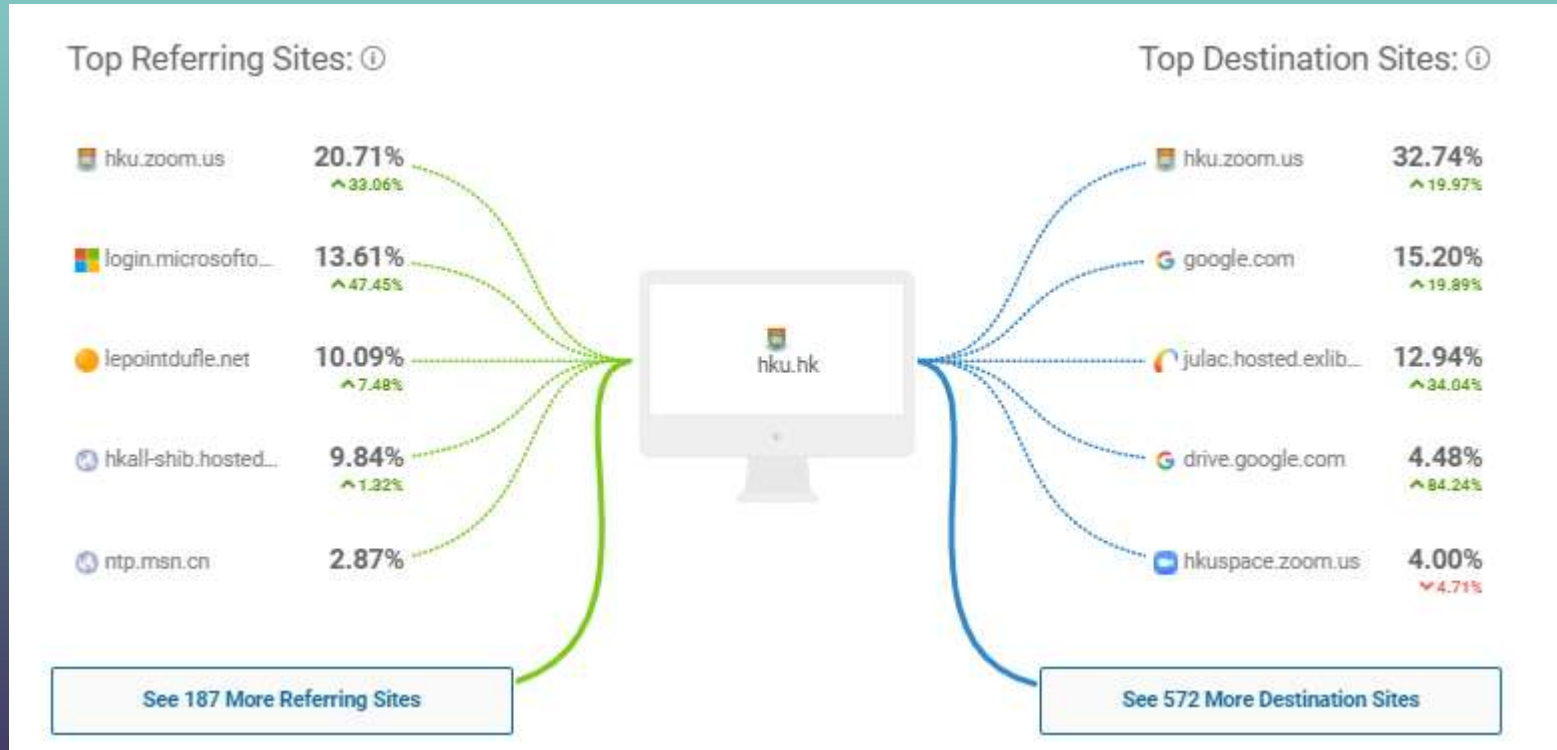 Top Referring Sites:
hku.zoom.us 20.71%
33.06%
login.microsofto... 13.61%
47.45%
lepointdufle.net 10.09%
7.48%
hkall-shib.hosted... 9.84%
1.32%
ntp.msn.cn 2.87%
See 187 More Referring Sites
hku.hk
Top Destination Sites:
hku.zoom.us 32.74%
19.97%
google.com 15.20%
19.89%
julac.hosted.exlib... 12.94%
34.04%
drive.google.com 4.48%
84.24%
hkuspace.zoom.us 4.00%
4.71%
See 572 More Destination Sites